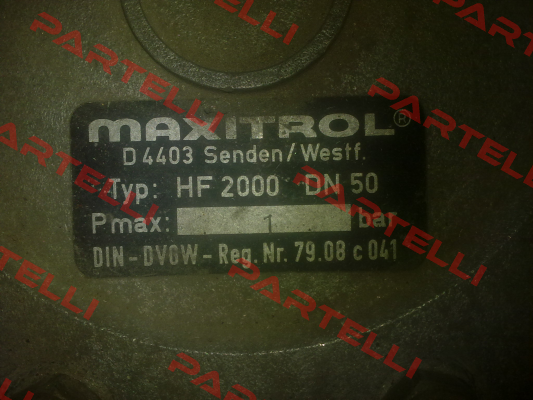 MAXITROL®
D 4403 Senden/Westf.
Typ: HF 2000 DN 50
Pmax: 1 bar
DIN-DVGW-Reg. Nr. 79.08 c 041
PARTELLI
PARTELLI
PARTELLI
PARTELLI
PARTELLI
PARTELLI
PARTELLI